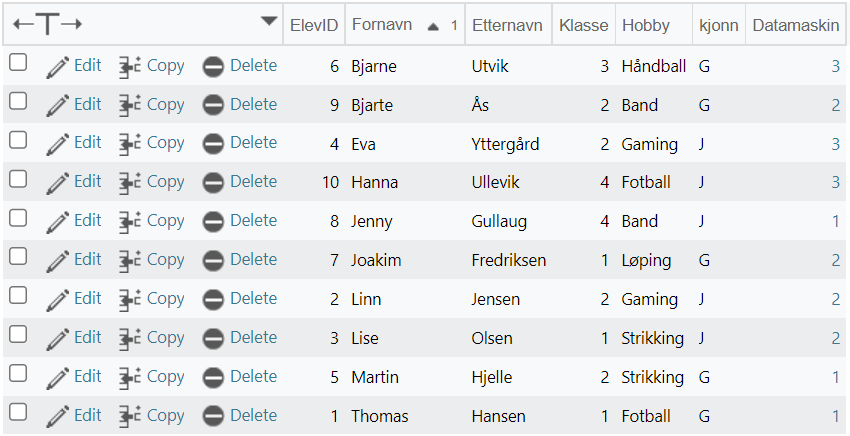 ElevID Fornavn 1 Etternavn Klasse Hobby kjonn Datamaskin
Edit Copy Delete 6 Bjarne Utvik 3 Håndball G 3
Edit Copy Delete 9 Bjarte Ås 2 Band G 2
Edit Copy Delete 4 Eva Yttergård 2 Gaming J 3
Edit Copy Delete 10 Hanna Ullevik 4 Fotball J 3
Edit Copy Delete 8 Jenny Gullaug 4 Band J 1
Edit Copy Delete 7 Joakim Fredriksen 1 Løping G 2
Edit Copy Delete 2 Linn Jensen 2 Gaming J 2
Edit Copy Delete 3 Lise Olsen 1 Strikking J 2
Edit Copy Delete 5 Martin Hjelle 2 Strikking G 1
Edit Copy Delete 1 Thomas Hansen 1 Fotball G 1